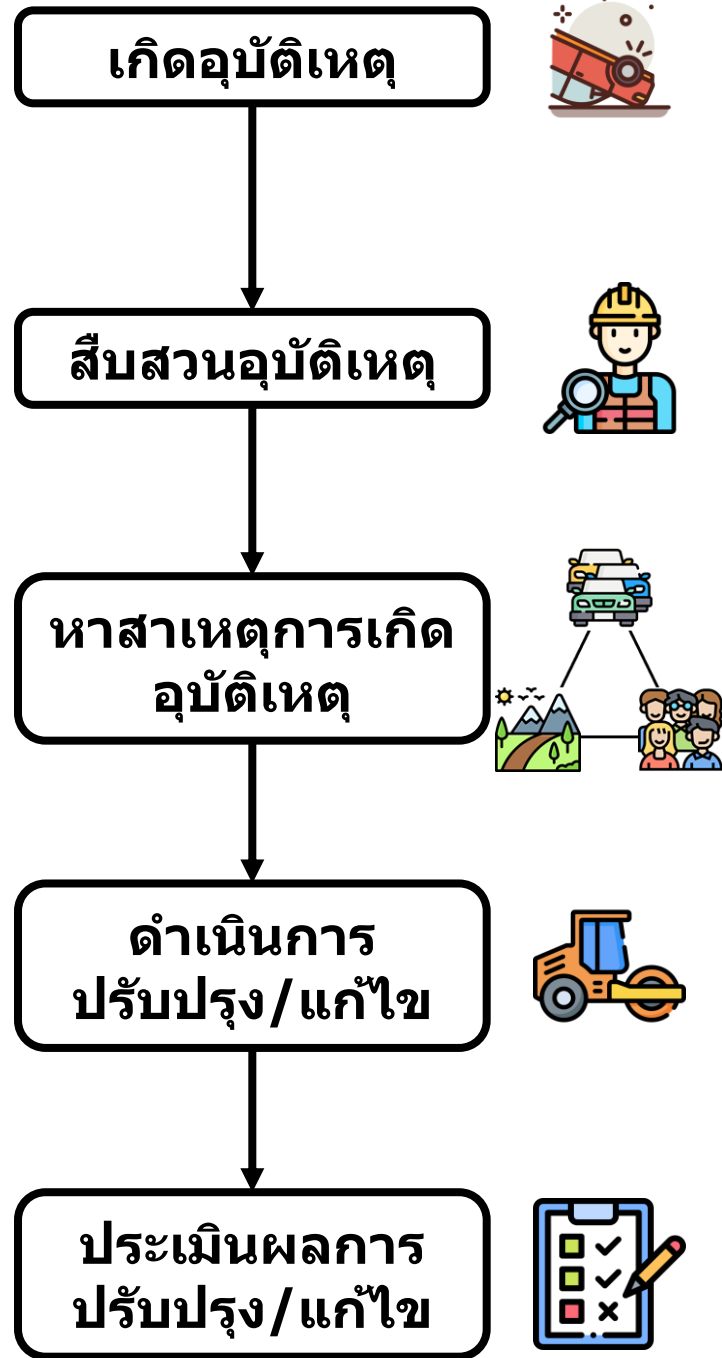 เกิดอุบัติเหตุ
สืบสวนอุบัติเหตุ
หาสาเหตุการเกิด
อุบัติเหตุ
ดำเนินการ
ปรับปรุง/แก้ไข
ประเมินผลการ
ปรับปรุง/แก้ไข